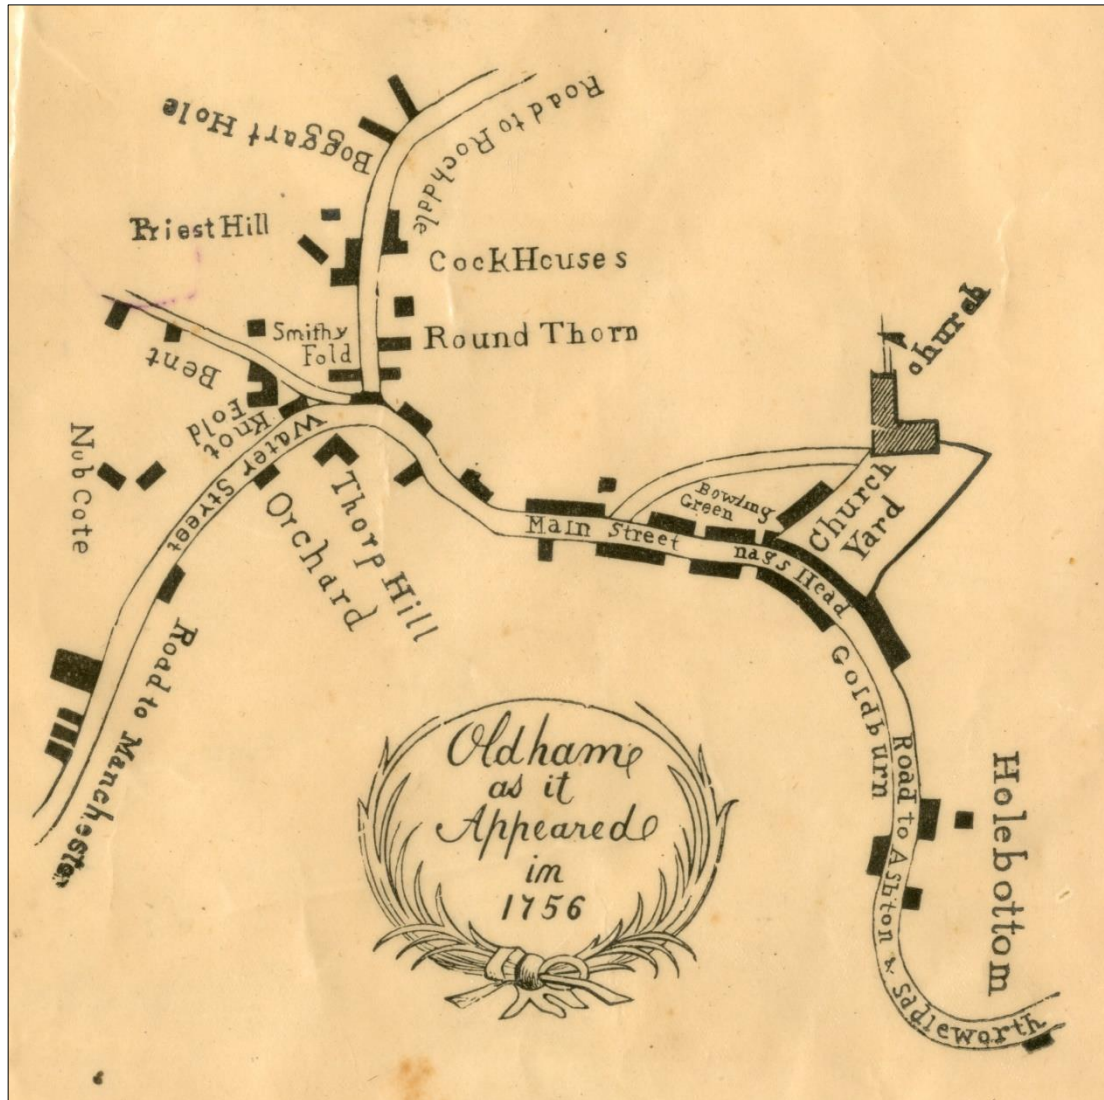 Boggart Hole
Road to Rochdale
Priest Hill
Cock Houses
Smithy
Fold
Round Thorn
Bent
Knot
Fold
Nub Cote
Water Street
Orchard
Thorp Hill
Road to Manchester
church
Bowling
Green
Church
Yard
Main Street
nags Head
Goldburn
Road to Ashton & Sadleworth
Holebottom
Oldham
as it
Appeared
in
1756